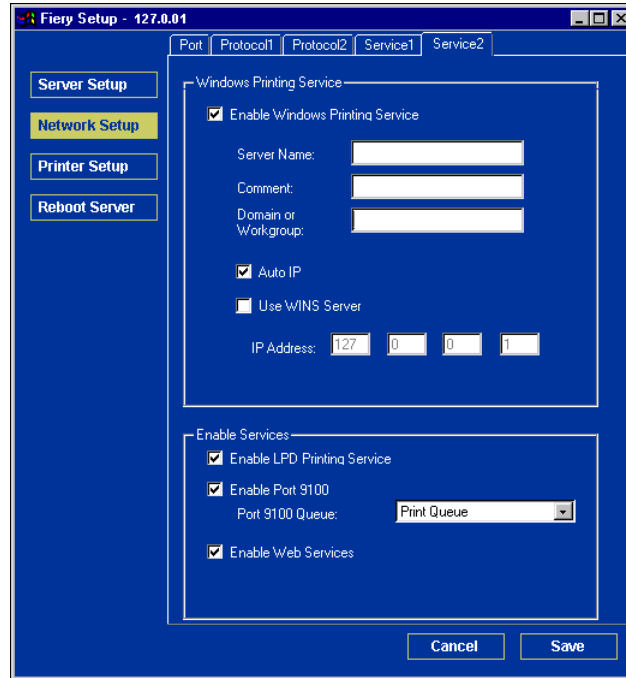 Fiery Setup - 127.0.01
Port Protocol1 Protocol2 Service1 Service2
Server Setup
Network Setup
Printer Setup
Reboot Server
Windows Printing Service
Enable Windows Printing Service
Server Name:
Comment:
Domain or
Workgroup:
Auto IP
Use WINS Server
IP Address: 127 0 0 1
Enable Services
Enable LPD Printing Service
Enable Port 9100
Port 9100 Queue: Print Queue
Enable Web Services
Cancel Save